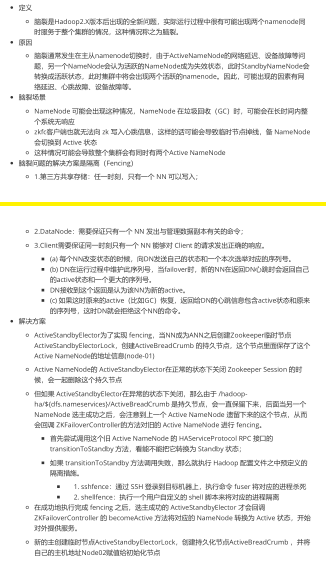 定义
脑裂是Hadoop2.X版本后出现的全新问题，实际运行过程中很有可能出现两个namenode同
时服务于整个集群的情况，这种情况称之为脑裂。
原因
脑裂通常发生在主从namenode切换时，由于ActiveNameNode的网络延迟、设备故障等问
题，另一个NameNode会认为活跃的NameNode成为失效状态，此时StandbyNameNode会
转换成活跃状态，此时集群中将会出现两个活跃的namenode。因此，可能出现的因素有网
络延迟、心跳故障、设备故障等。
脑裂场景
NameNode 可能会出现这种情况，NameNode 在垃圾回收（GC）时，可能会在长时间内整
个系统无响应
zkfc客户端也就无法向 zk 写入心跳信息，这样的话可能会导致临时节点掉线，备 NameNode
会切换到 Active 状态
这种情况可能会导致整个集群会有同时有两个Active NameNode
脑裂问题的解决方案是隔离（Fencing）
1.第三方共享存储：任一时刻，只有一个 NN 可以写入；
2.DataNode：需要保证只有一个 NN 发出与管理数据副本有关的命令；
3.Client需要保证同一时刻只有一个 NN 能够对 Client 的请求发出正确的响应。
(a) 每个NN改变状态的时候，向DN发送自己的状态和一个本次选举对应的序列号。
(b) DN在运行过程中维护此序列号，当failover时，新的NN在返回DN心跳时会返回自己
的active状态和一个更大的序列号。
DN接收到这个返回是认为该NN为新的active。
(c) 如果这时原来的active（比如GC）恢复，返回给DN的心跳信息包含active状态和原来
的序列号，这时DN就会拒绝这个NN的命令。
解决方案
ActiveStandbyElector为了实现 fencing，当NN成为ANN之后创建Zookeeper临时节点
ActiveStandbyElectorLock，创建ActiveBreadCrumb 的持久节点，这个节点里面保存了这个
Active NameNode的地址信息(node-01)
Active NameNode的 ActiveStandbyElector在正常的状态下关闭 Zookeeper Session 的时
候，会一起删除这个持久节点
但如果 ActiveStandbyElector在异常的状态下关闭，那么由于 /hadoop-
ha/${dfs.nameservices}/ActiveBreadCrumb 是持久节点，会一直保留下来，后面当另一个
NameNode 选主成功之后，会注意到上一个 Active NameNode 遗留下来的这个节点，从而
会回调 ZKFailoverController的方法对旧的 Active NameNode 进行 fencing。
首先尝试调用这个旧 Active NameNode 的 HAServiceProtocol RPC 接口的
transitionToStandby 方法，看能不能把它转换为 Standby 状态；
如果 transitionToStandby 方法调用失败，那么就执行 Hadoop 配置文件之中预定义的
隔离措施。
1. sshfence：通过 SSH 登录到目标机器上，执行命令 fuser 将对应的进程杀死
2. shellfence：执行一个用户自定义的 shell 脚本来将对应的进程隔离
在成功地执行完成 fencing 之后，选主成功的 ActiveStandbyElector 才会回调
ZKFailoverController 的 becomeActive 方法将对应的 NameNode 转换为 Active 状态，开始
对外提供服务。
新的主创建临时节点ActiveStandbyElectorLock，创建持久化节点ActiveBreadCrumb ，并将
自己的主机地址Node02赋值给初始化节点